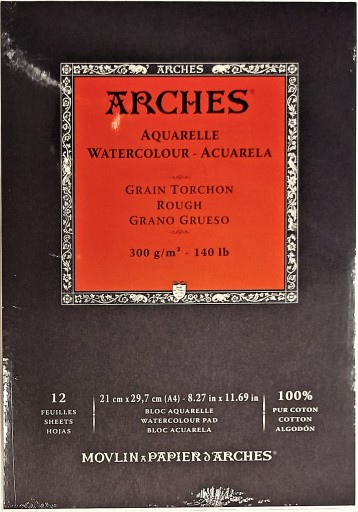 ARCHES
ARCHES®
AQUARELLE
WATERCOLOUR - ACUARELA
GRAIN TORCHON
ROUGH
GRANO GRUESO
300 g/m² - 140 lb
12
FEUILLES
SHEETS
HOJAS
21 cm x 29,7 cm (A4) - 8.27 in x 11.69 in
BLOC AQUARELLE
WATERCOLOUR PAD
BLOC ACUARELA
100%
PUR COTON
COTTON
ALGODÓN
MOVLIN A PAPIER D'ARCHES®